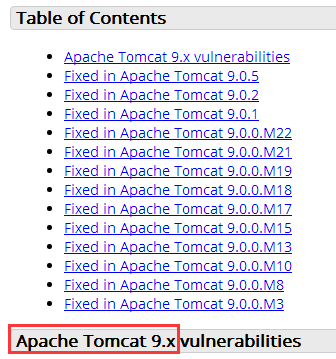 Table of Contents
Apache Tomcat 9.x vulnerabilities
Fixed in Apache Tomcat 9.0.5
Fixed in Apache Tomcat 9.0.2
Fixed in Apache Tomcat 9.0.1
Fixed in Apache Tomcat 9.0.0.M22
Fixed in Apache Tomcat 9.0.0.M21
Fixed in Apache Tomcat 9.0.0.M19
Fixed in Apache Tomcat 9.0.0.M18
Fixed in Apache Tomcat 9.0.0.M17
Fixed in Apache Tomcat 9.0.0.M15
Fixed in Apache Tomcat 9.0.0.M13
Fixed in Apache Tomcat 9.0.0.M10
Fixed in Apache Tomcat 9.0.0.M8
Fixed in Apache Tomcat 9.0.0.M3
Apache Tomcat 9.x vulnerabilities